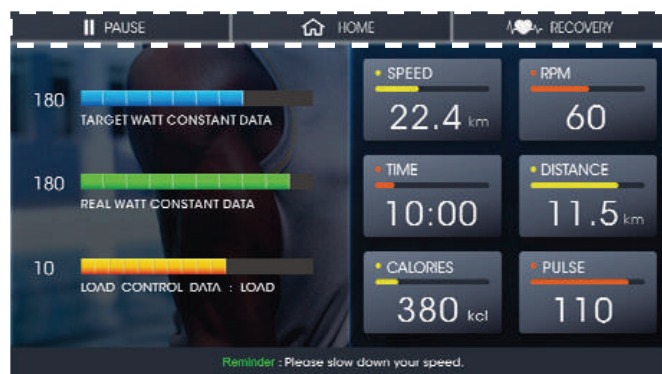 PAUSE HOME RECOVERY
180
TARGET WATT CONSTANT DATA
180
REAL WATT CONSTANT DATA
10
LOAD CONTROL DATA : LOAD
SPEED
22.4 km
RPM
60
TIME
10:00
DISTANCE
11.5 km
CALORIES
380 kcl
PULSE
110
Reminder : Please slow down your speed.